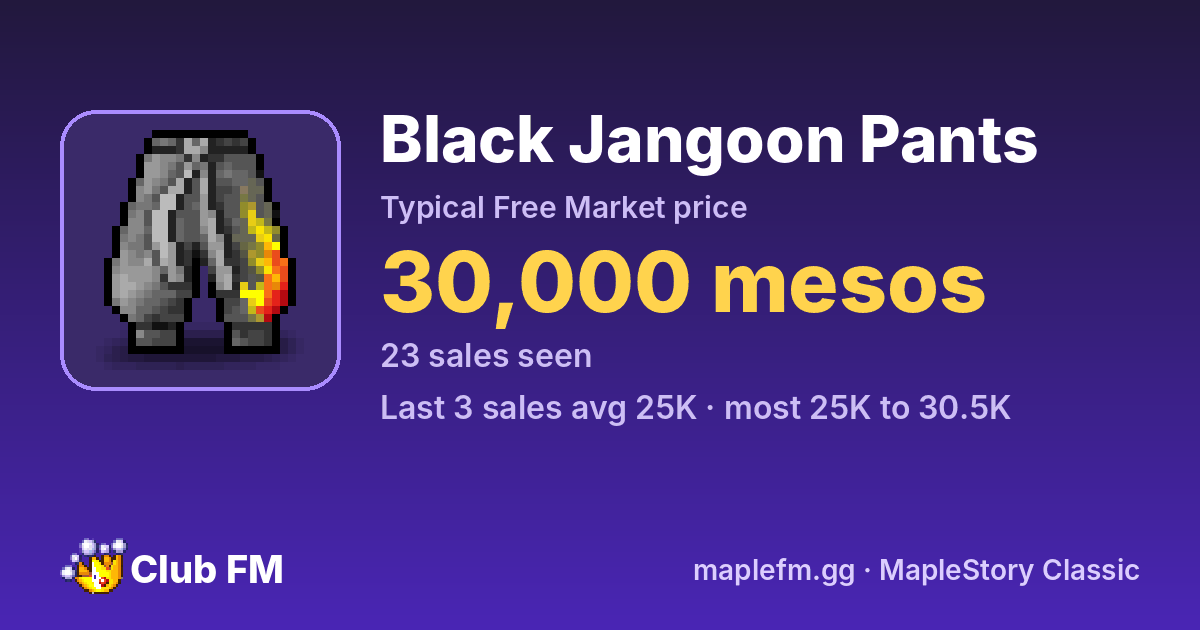 Black Jangoon Pants
Typical Free Market price
30,000 mesos
23 sales seen
Last 3 sales avg 25K · most 25K to 30.5K
Club FM
maplefm.gg · MapleStory Classic